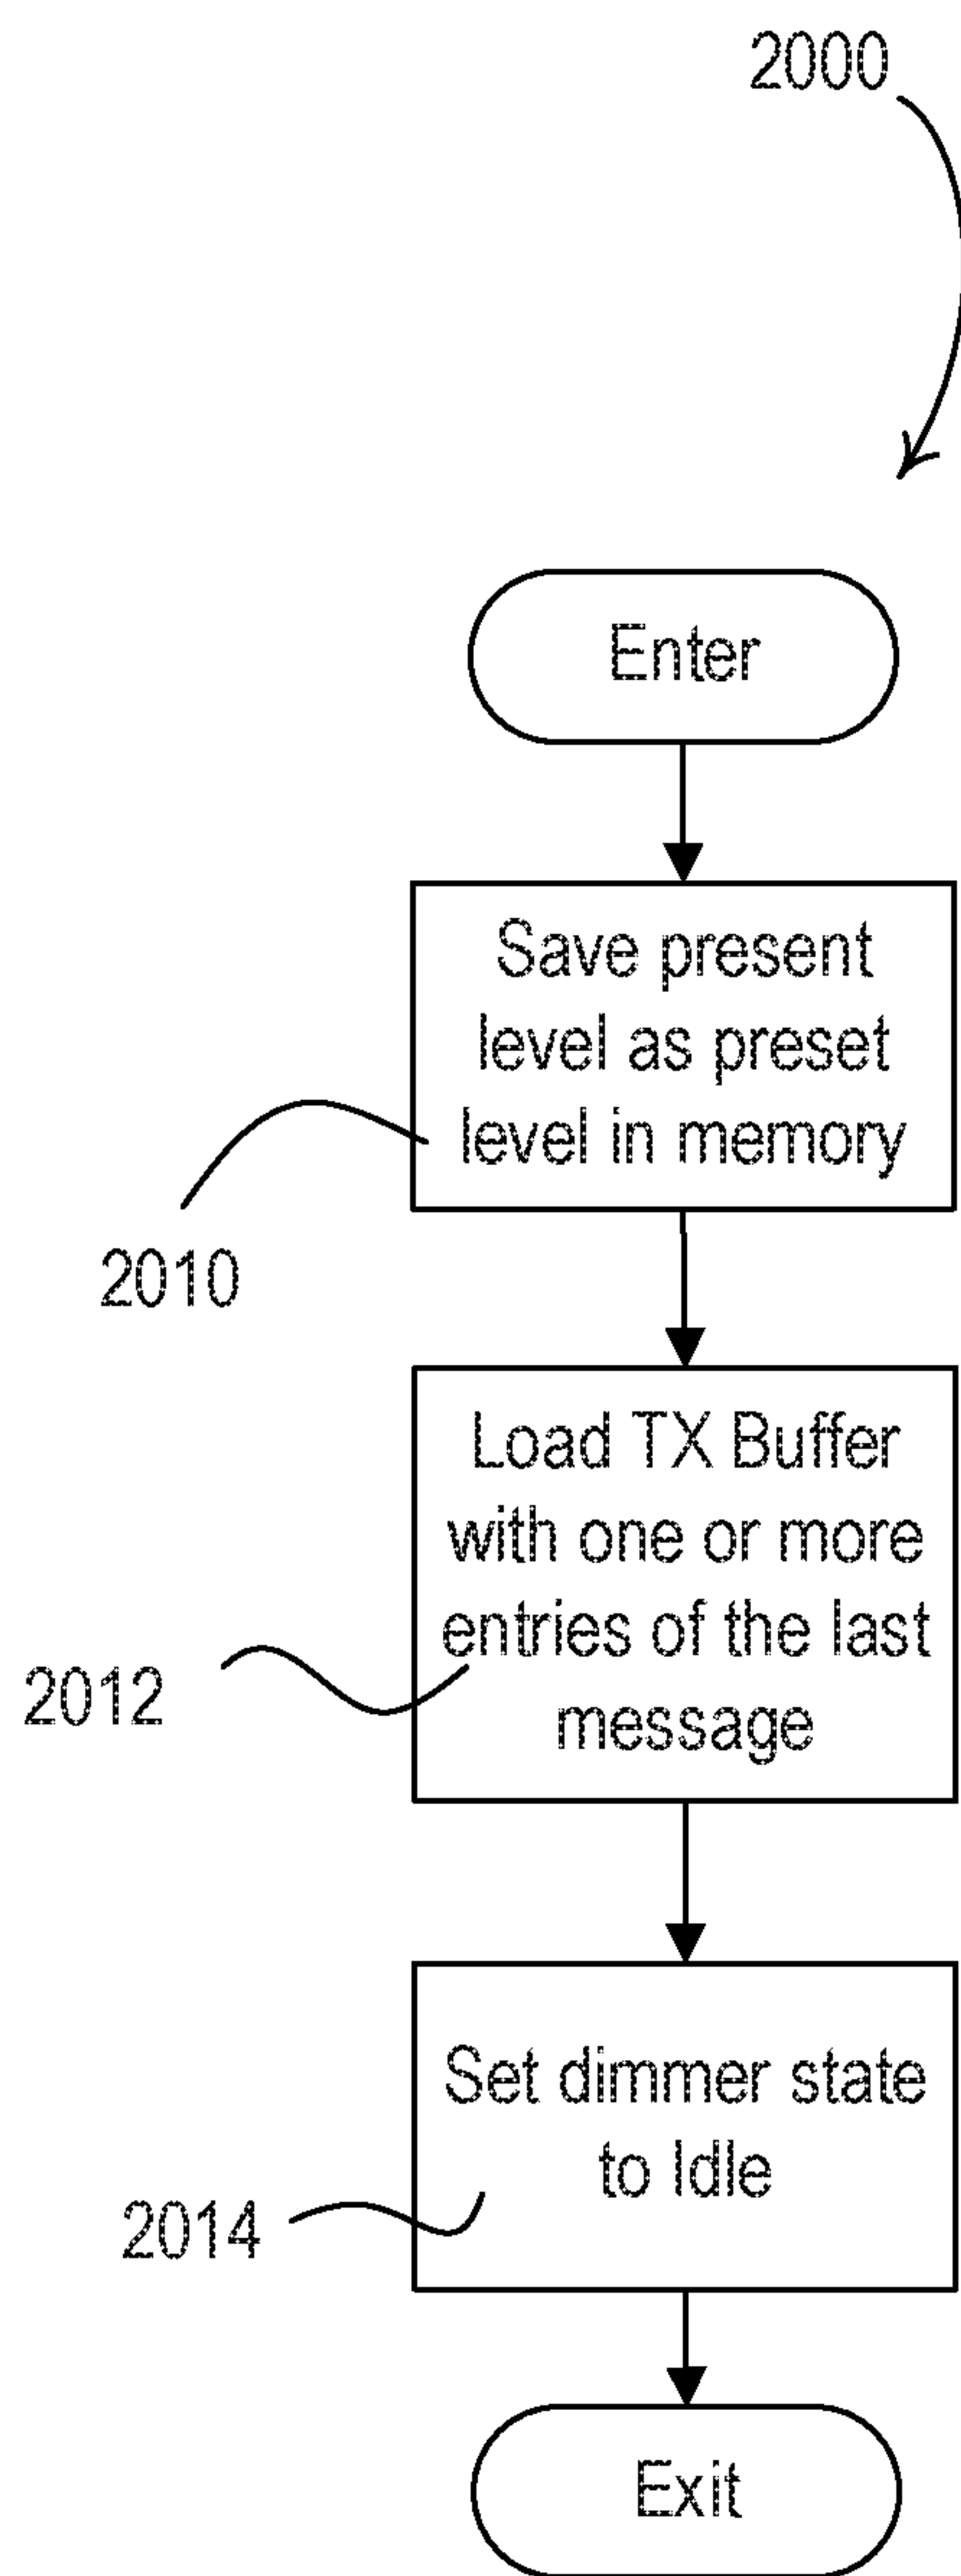 2000
Enter
Save present
level as preset
level in memory
2010
Load TX Buffer
with one or more
entries of the last
message
2012
Set dimmer state
to Idle
2014
Exit